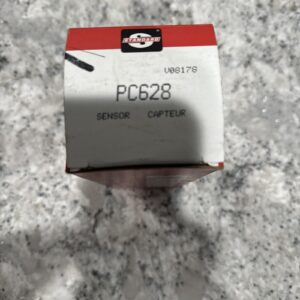 STANDARD
V08178
PC628
SENSOR CAPTEUR